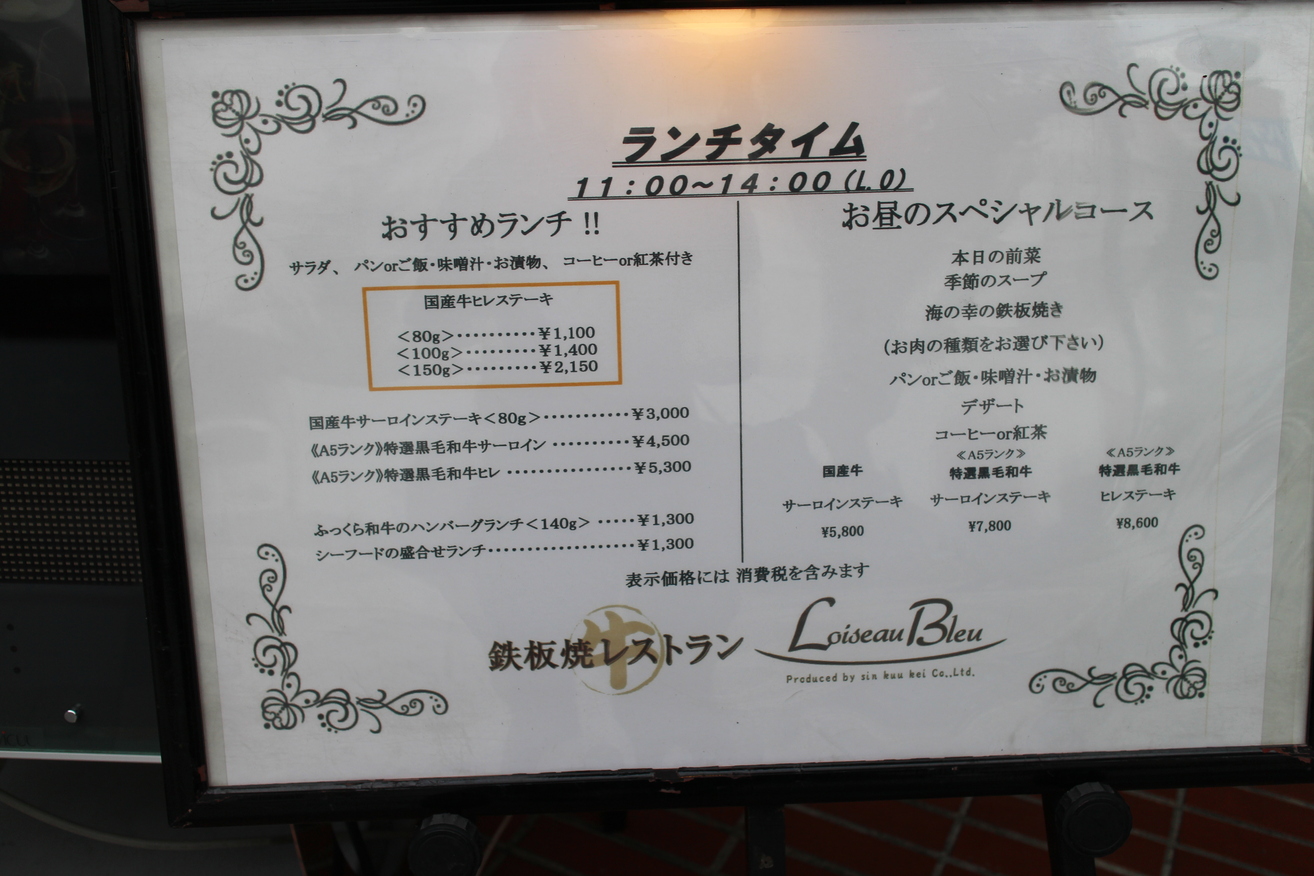 ランチタイム
11：00～14：00（L.O）
おすすめランチ !!
サラダ、 パンorご飯・味噌汁・お漬物、 コーヒーor紅茶付き
国産牛ヒレステーキ
＜80g＞･･････････￥1,100
＜100g＞･････････￥1,400
＜150g＞･････････￥2,150
国産牛サーロインステーキ＜80g＞･･･････････￥3,000
《A5ランク》特選黒毛和牛サーロイン ･･････････￥4,500
《A5ランク》特選黒毛和牛ヒレ ････････････････￥5,300
ふっくら和牛のハンバーグランチ＜140g＞ ･････￥1,300
シーフードの盛合せランチ･･････････････････￥1,300
お昼のスペシャルコース
本日の前菜
季節のスープ
海の幸の鉄板焼き
(お肉の種類をお選び下さい)
パンorご飯・味噌汁・お漬物
デザート
コーヒーor紅茶
≪A5ランク≫ ≪A5ランク≫
国産牛 特選黒毛和牛 特選黒毛和牛
サーロインステーキ サーロインステーキ ヒレステーキ
¥5,800 ¥7,800 ¥8,600
表示価格には 消費税を含みます
牛
鉄板焼レストラン
Loiseau Bleu
Produced by sin kuu kei Co.,Ltd.